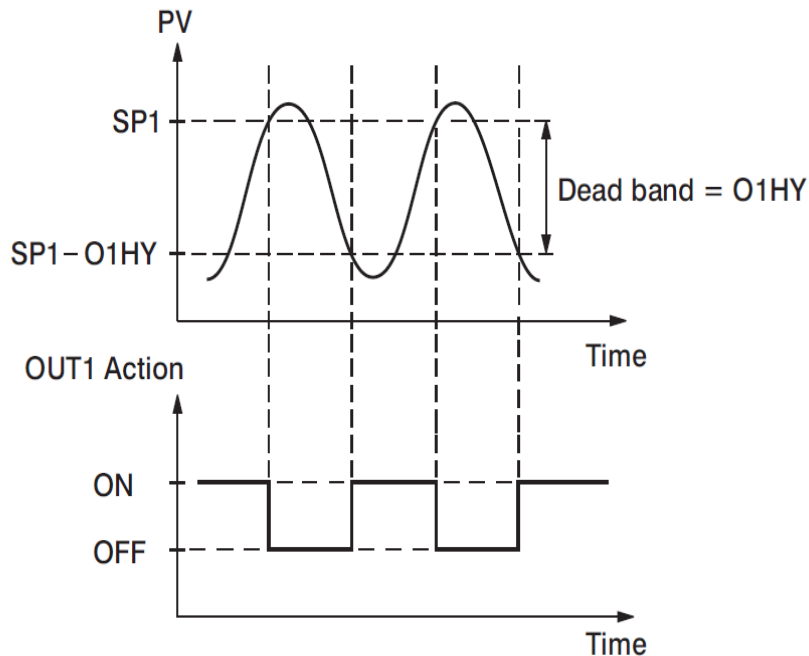 PV
SP1
Dead band = O1HY
SP1−O1HY
Time
OUT1 Action
ON
OFF
Time